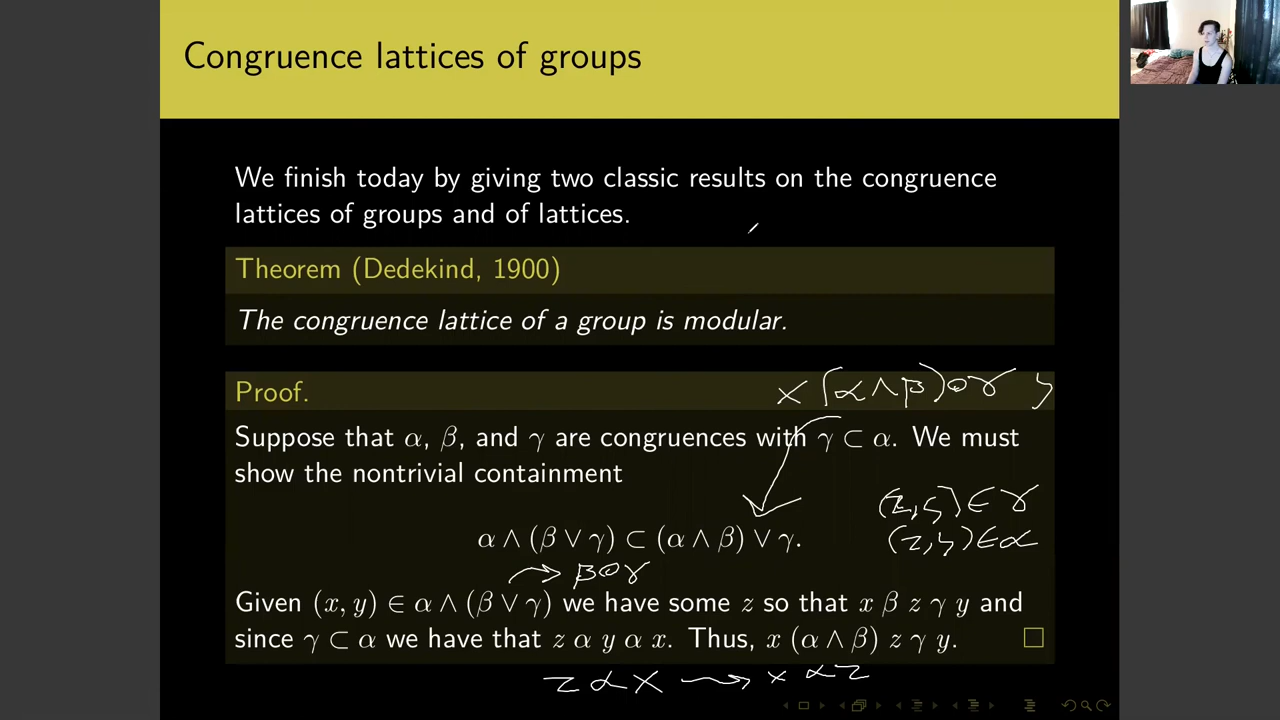 Congruence lattices of groups
We finish today by giving two classic results on the congruence
lattices of groups and of lattices.
Theorem (Dedekind, 1900)
The congruence lattice of a group is modular.
x (α ∧ β) ∘ γ y
Proof.
Suppose that α, β, and γ are congruences with γ ⊂ α. We must
show the nontrivial containment
(z, y) ∈ γ
α ∧ (β ∨ γ) ⊂ (α ∧ β) ∨ γ.
(z, y) ∈ α
→ β ∘ γ
Given (x, y) ∈ α ∧ (β ∨ γ) we have some z so that x β z γ y and
since γ ⊂ α we have that z α y α x. Thus, x (α ∧ β) z γ y. □
z α x → x α z